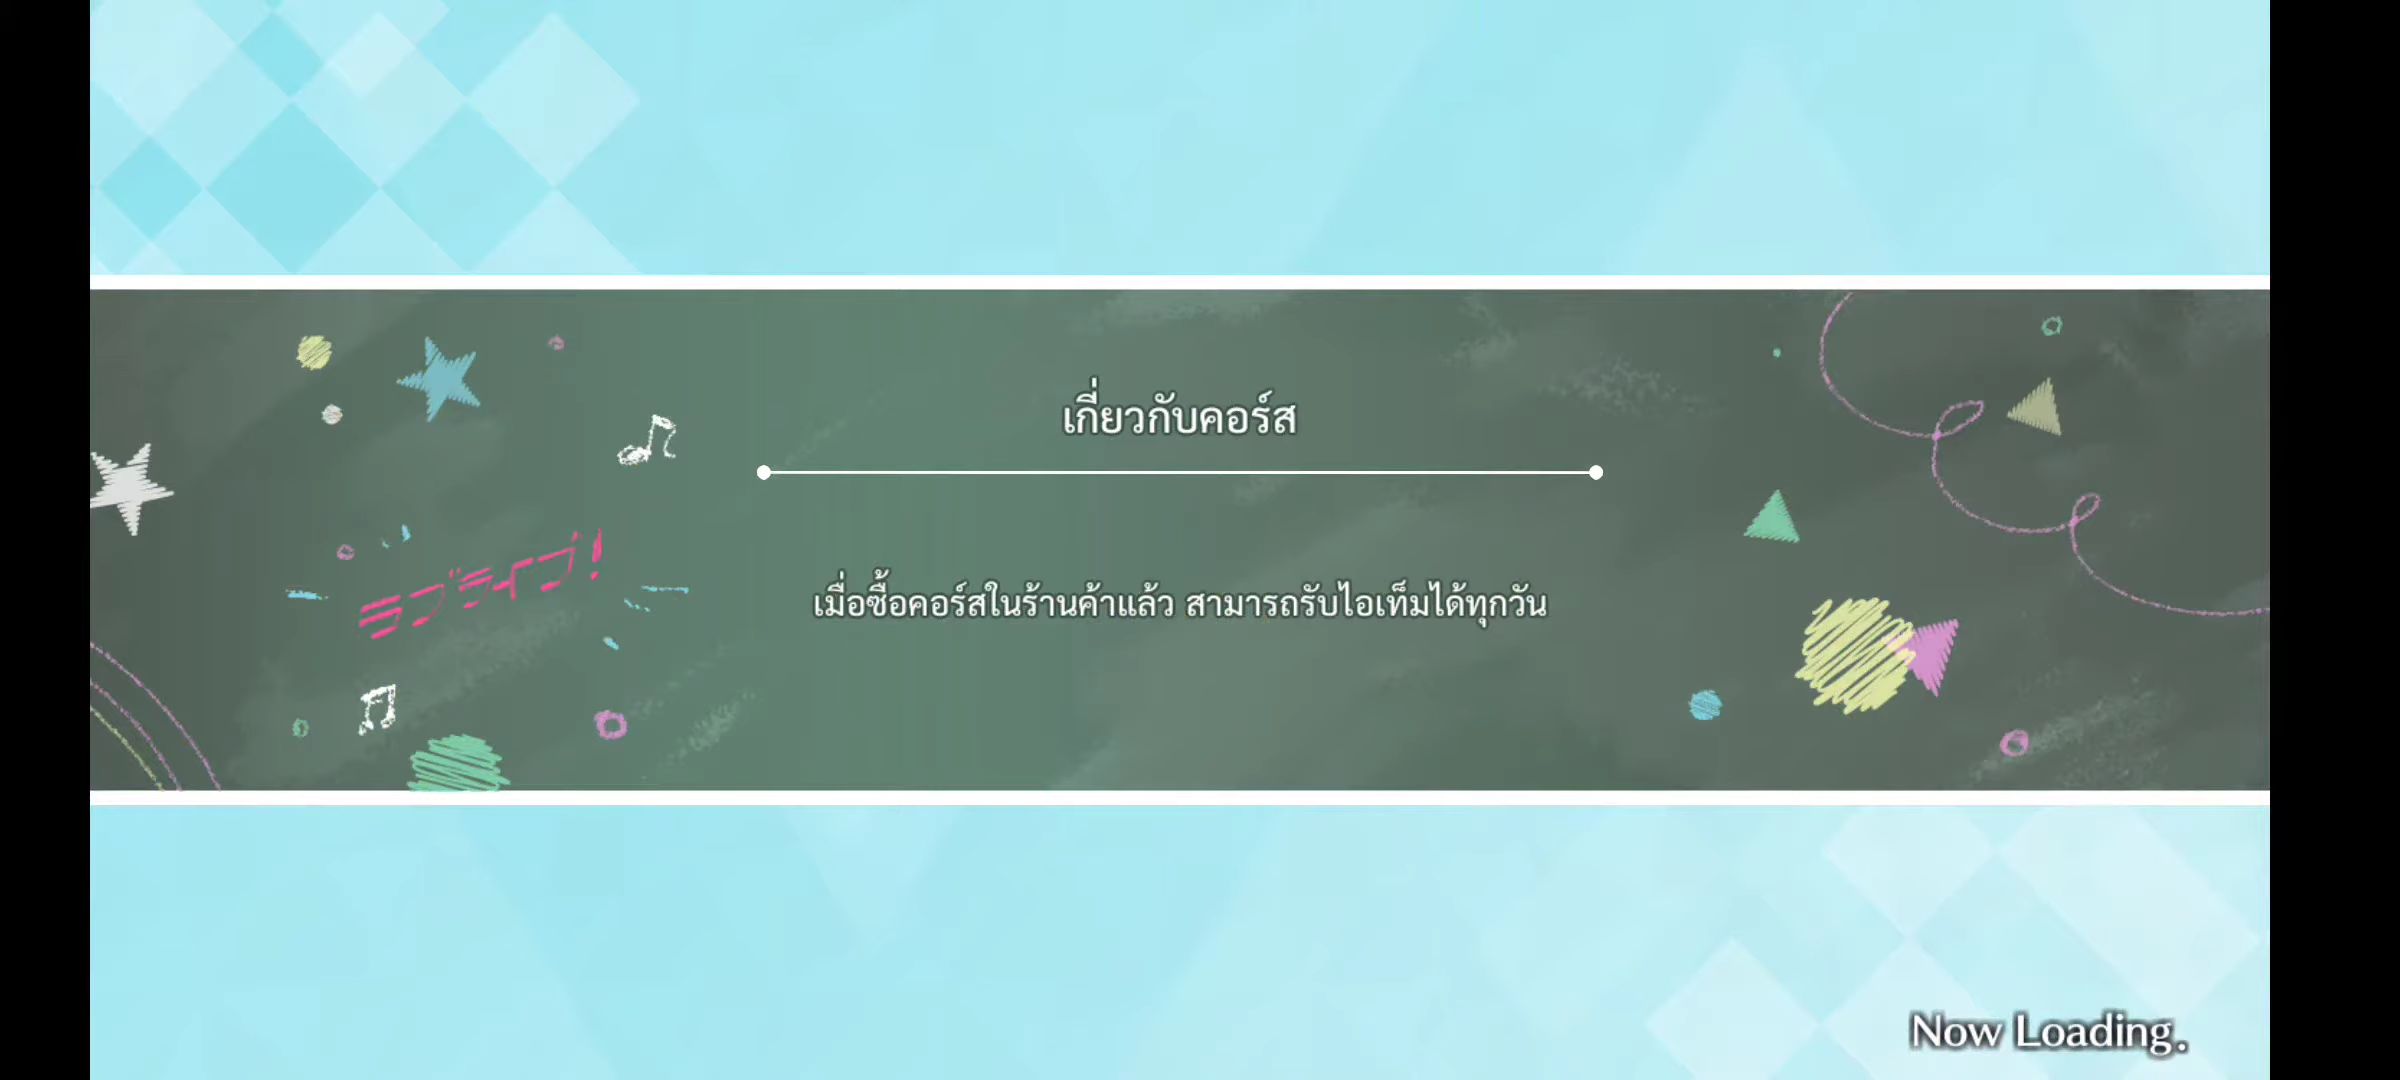 เกี่ยวกับคอร์ส
ラブライブ!
เมื่อซื้อคอร์สในร้านค้าแล้ว สามารถรับไอเท็มได้ทุกวัน
Now Loading.